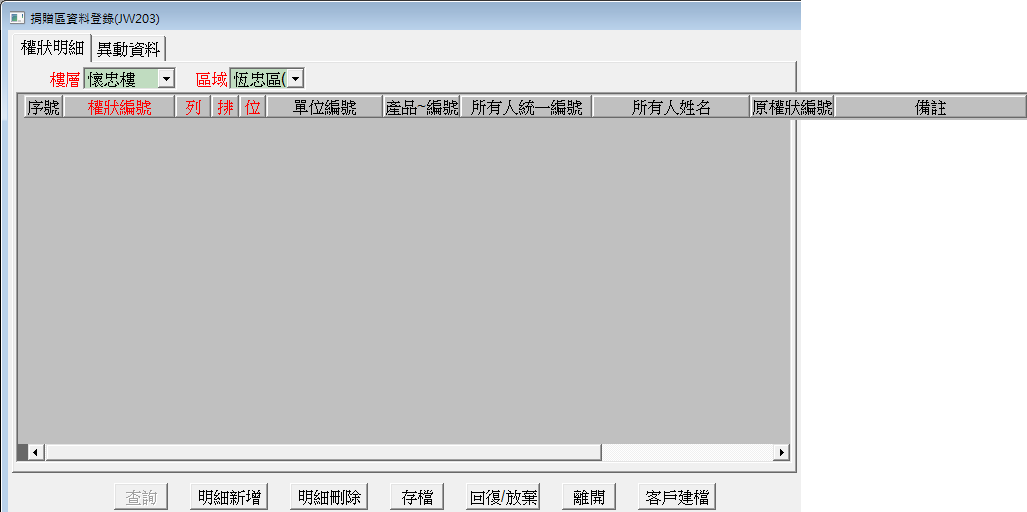 捐贈區資料登錄(JW203)
權狀明細 異動資料
樓層 懷忠樓 區域 恆忠區(
序號 權狀編號 列 排 位 單位編號 產品~編號 所有人統一編號 所有人姓名 原權狀編號 備註
查詢 明細新增 明細刪除 存檔 回復/放棄 離開 客戶建檔